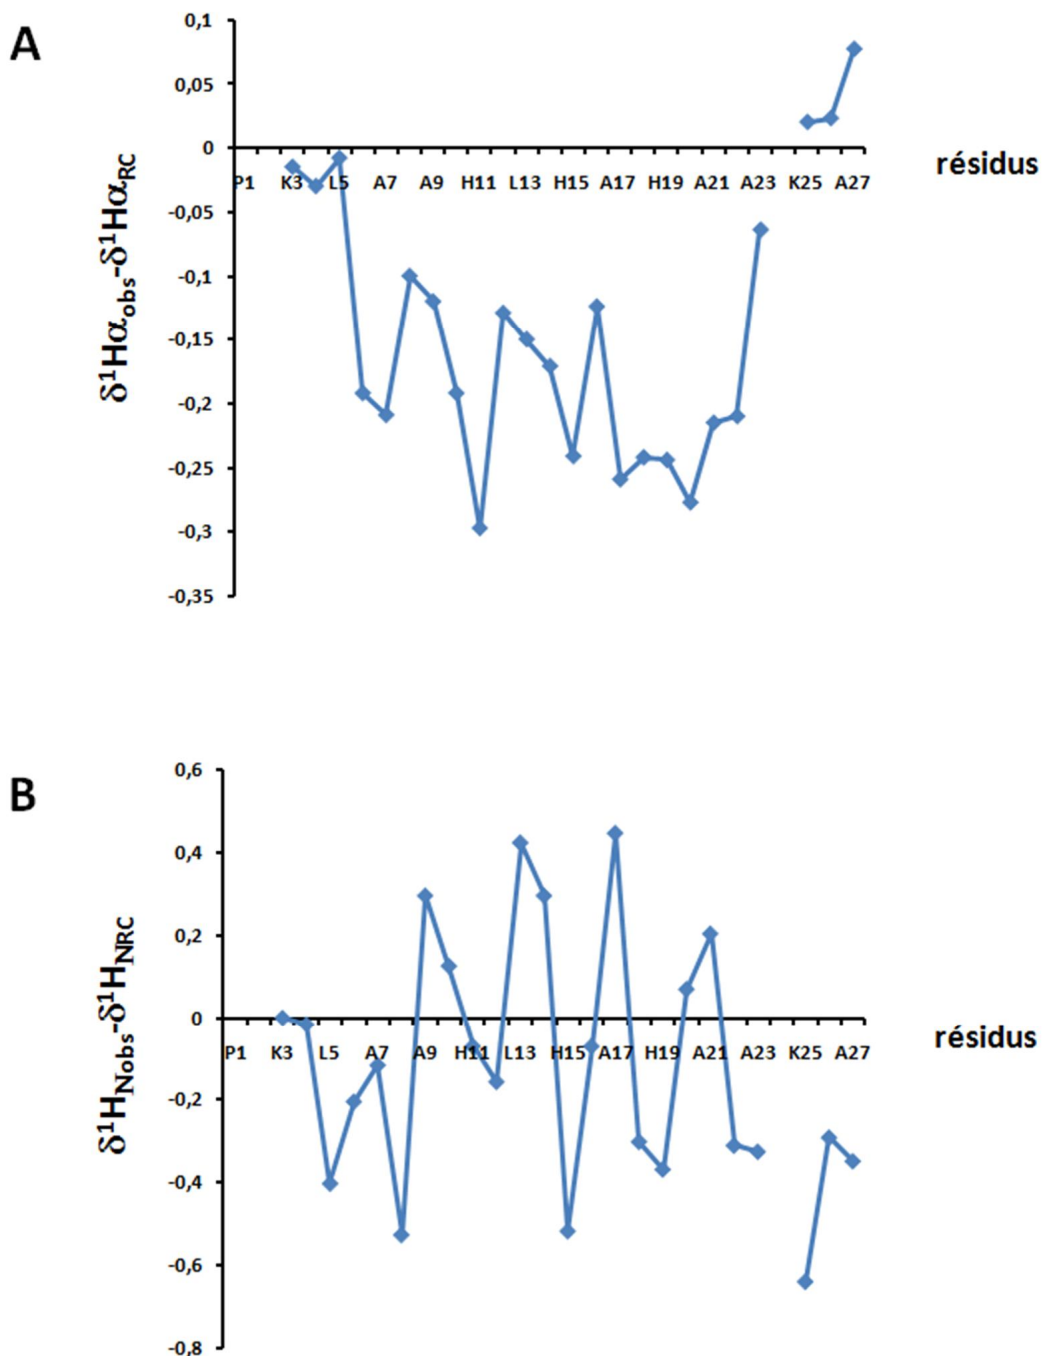 A
0,1
0,05
0
-0,05
-0,1
-0,15
-0,2
-0,25
-0,3
-0,35
δ¹Hα_obs-δ¹Hα_RC
P1 K3 L5 A7 A9 H11 L13 H15 A17 H19 A21 A23 K25 A27
résidus
B
0,6
0,4
0,2
0
-0,2
-0,4
-0,6
-0,8
δ¹H_Nobs-δ¹H_NRC
P1 K3 L5 A7 A9 H11 L13 H15 A17 H19 A21 A23 K25 A27
résidus